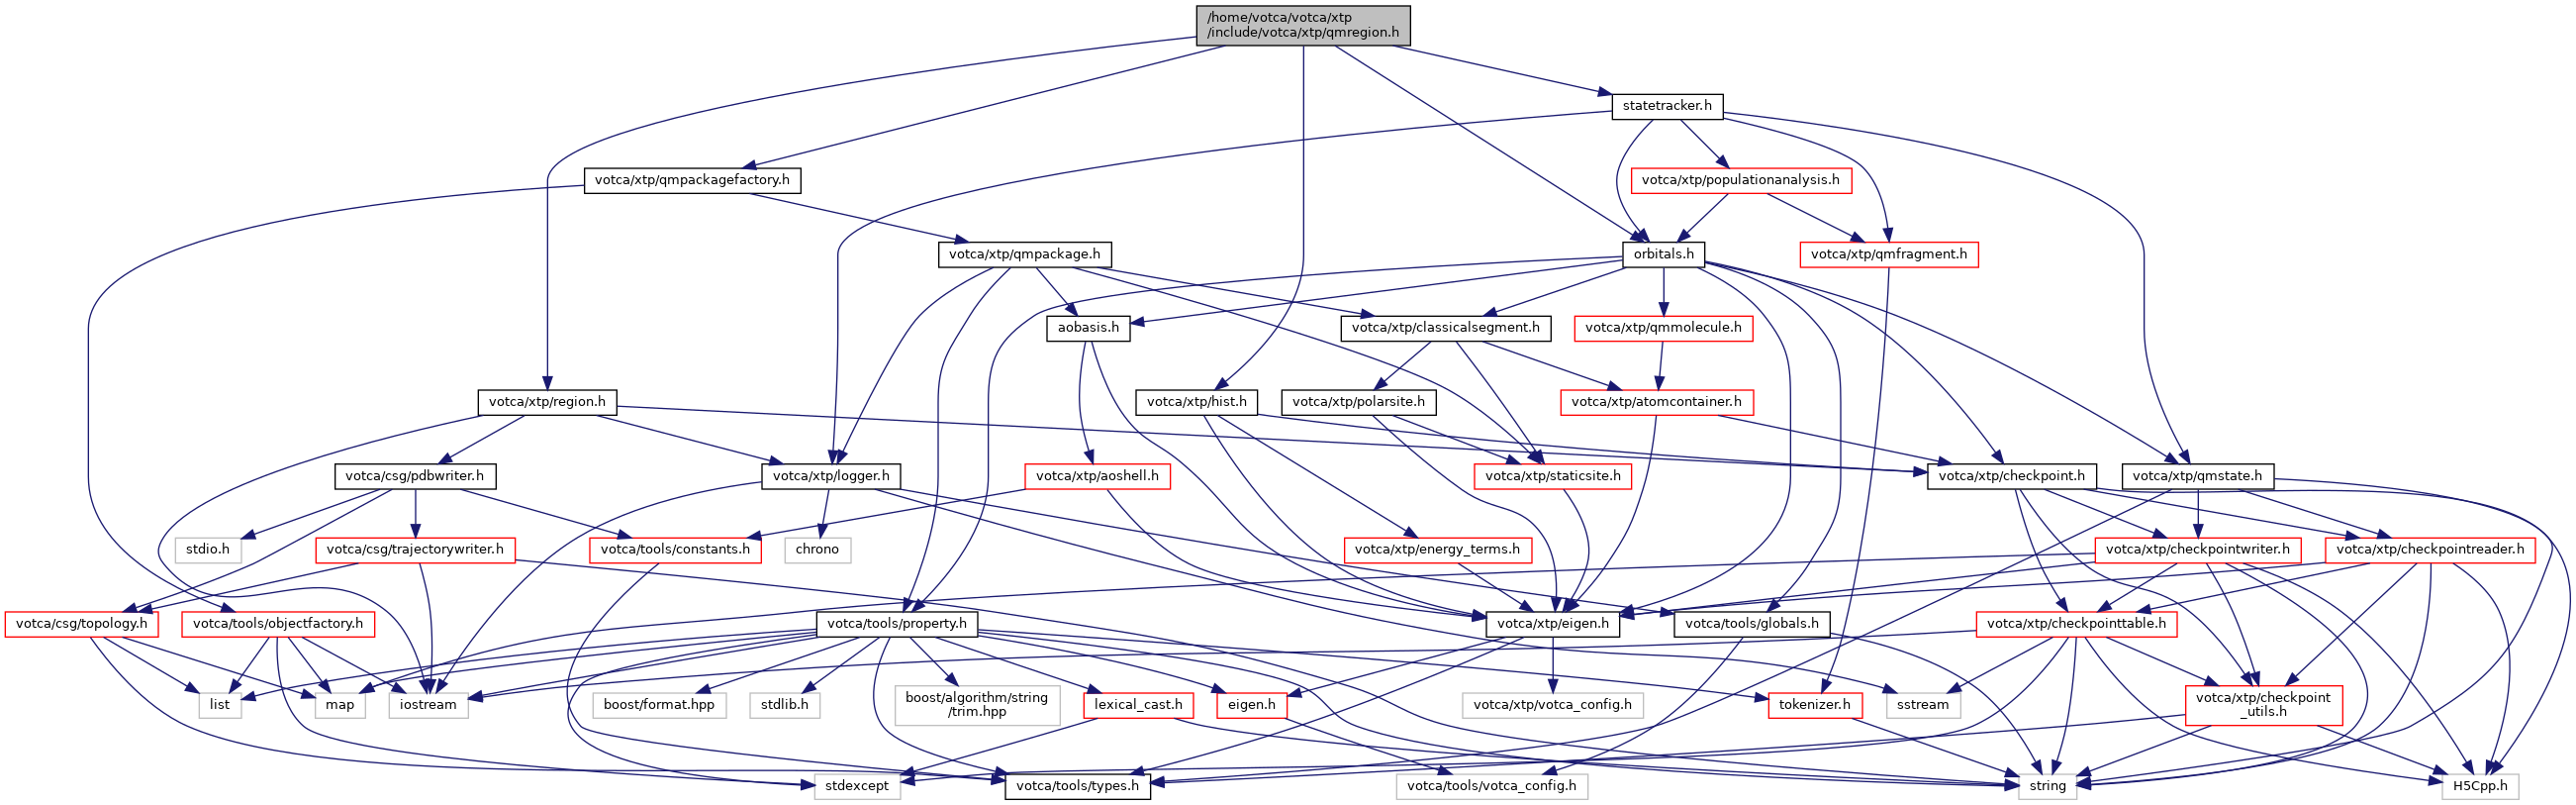 /home/votca/votca/xtp
/include/votca/xtp/qmregion.h
statetracker.h
votca/xtp/qmpackagefactory.h
votca/xtp/populationanalysis.h
votca/xtp/qmpackage.h
orbitals.h
votca/xtp/qmfragment.h
aobasis.h
votca/xtp/classicalsegment.h
votca/xtp/qmmolecule.h
votca/xtp/region.h
votca/xtp/hist.h
votca/xtp/polarsite.h
votca/xtp/atomcontainer.h
votca/csg/pdbwriter.h
votca/xtp/logger.h
votca/xtp/aoshell.h
votca/xtp/staticsite.h
votca/xtp/checkpoint.h
votca/xtp/qmstate.h
stdio.h
votca/csg/trajectorywriter.h
votca/tools/constants.h
chrono
votca/xtp/energy_terms.h
votca/xtp/checkpointwriter.h
votca/xtp/checkpointreader.h
votca/csg/topology.h
votca/tools/objectfactory.h
votca/tools/property.h
votca/xtp/eigen.h
votca/tools/globals.h
votca/xtp/checkpointtable.h
list
map
iostream
boost/format.hpp
stdlib.h
boost/algorithm/string
/trim.hpp
lexical_cast.h
eigen.h
votca/xtp/votca_config.h
tokenizer.h
sstream
votca/xtp/checkpoint
_utils.h
stdexcept
votca/tools/types.h
votca/tools/votca_config.h
string
H5Cpp.h